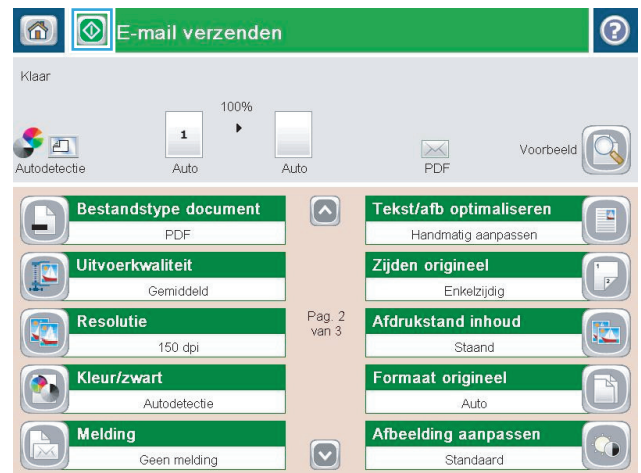 E-mail verzenden
Klaar
100%
1
Autodetectie
Auto
Auto
PDF
Voorbeeld
Bestandstype document
PDF
Uitvoerkwaliteit
Gemiddeld
Resolutie
150 dpi
Kleur/zwart
Autodetectie
Melding
Geen melding
Pag. 2
van 3
Tekst/afb optimaliseren
Handmatig aanpassen
Zijden origineel
Enkelzijdig
1
2
Afdrukstand inhoud
Staand
Formaat origineel
Auto
Afbeelding aanpassen
Standaard